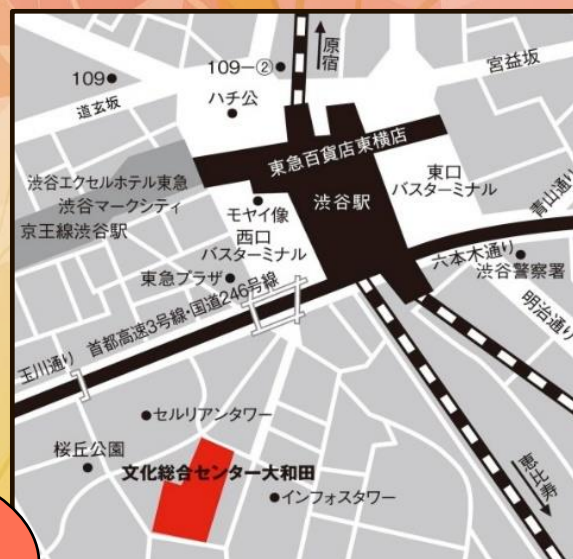 原宿
109-②
宮益坂
109
道玄坂
ハチ公
東急百貨店東横店
渋谷エクセルホテル東急
渋谷マークシティ
京王線渋谷駅
モヤイ像
西口
バスターミナル
渋谷駅
東口
バスターミナル
青山通り
六本木通り
渋谷警察署
明治通り
東急プラザ
首都高速3号線・国道246号線
玉川通り
セルリアンタワー
桜丘公園
文化総合センター大和田
インフォスタワー
恵比寿